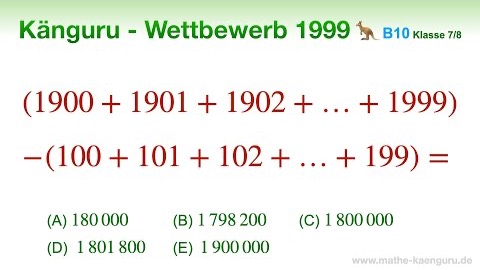 Känguru - Wettbewerb 1999 🦘 B10 Klasse 7/8
(1900 + 1901 + 1902 + … + 1999)
−(100 + 101 + 102 + … + 199) =
(A) 180 000 (B) 1 798 200 (C) 1 800 000
(D) 1 801 800 (E) 1 900 000
www.mathe-kaenguru.de